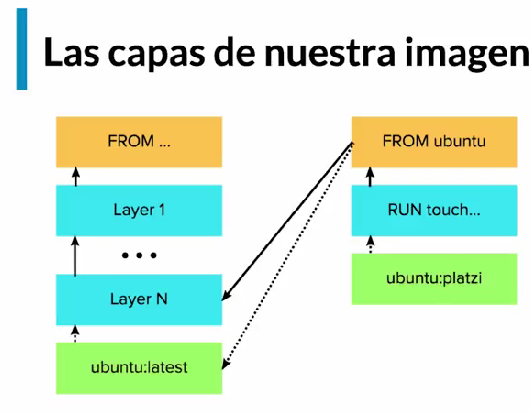 Las capas de nuestra imagen
FROM ...
Layer 1
...
Layer N
ubuntu:latest
FROM ubuntu
RUN touch...
ubuntu:platzi